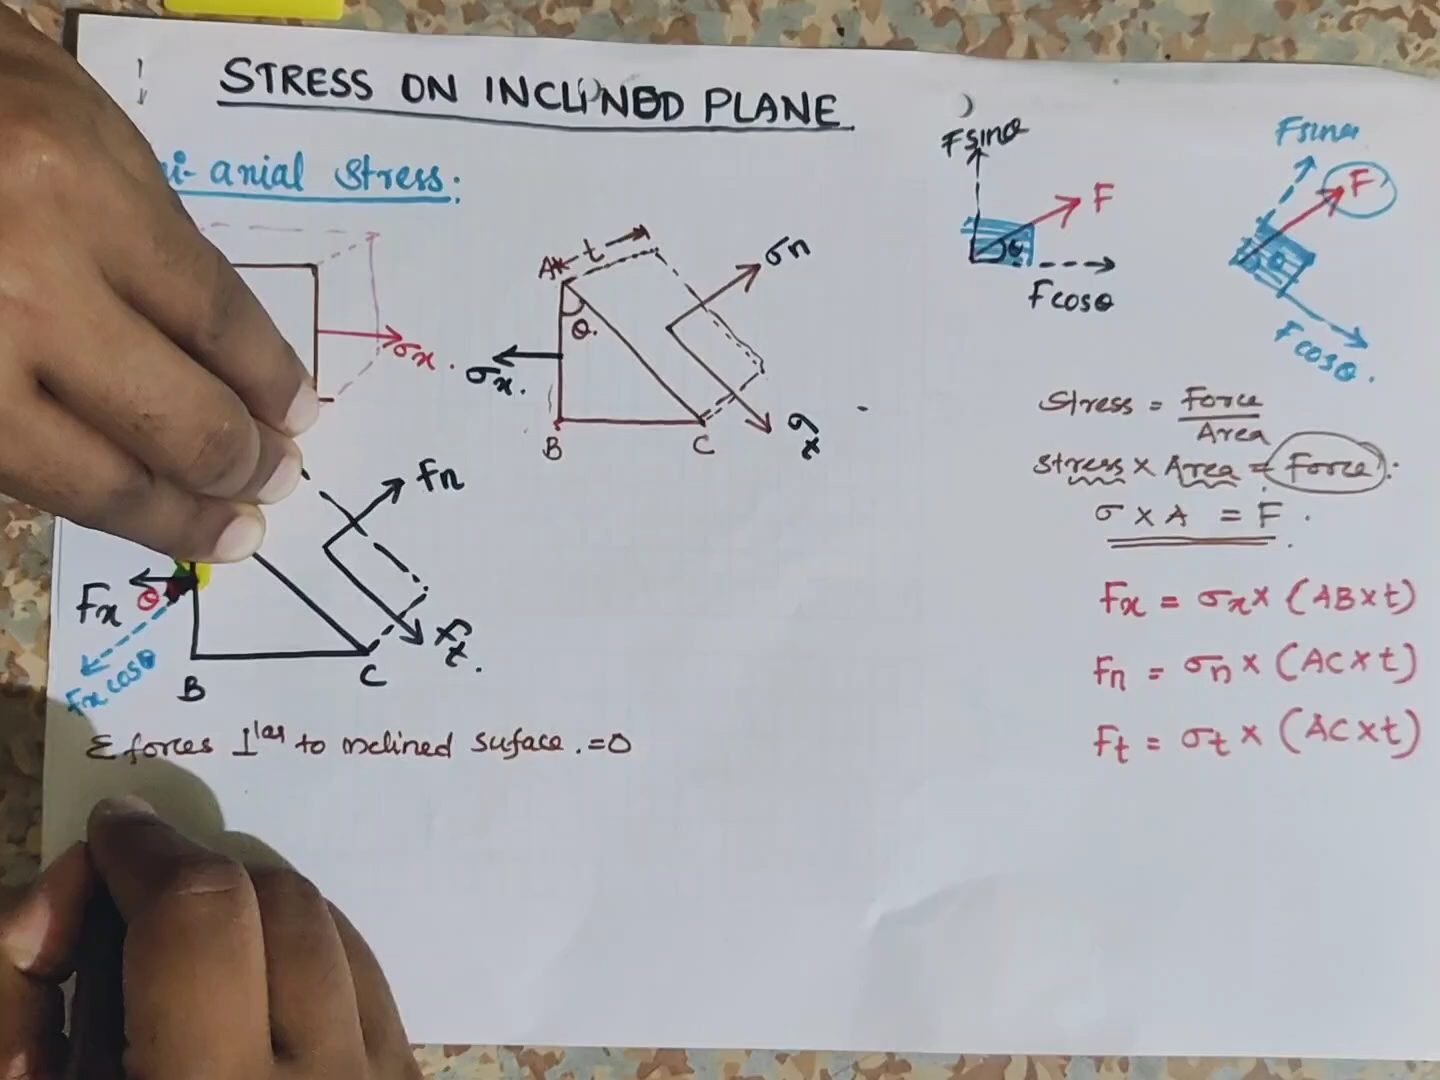 STRESS ON INCLINED PLANE
i-anial stress:
σx.
A
t
θ.
σx.
B
C
σn
σt
Fsinθ
F
θ
Fcosθ
Fsinθ
F
θ
Fcosθ.
Stress = Force
Area
Stress × Area = Force.
σ × A = F.
Fn
Fx
θ
Fx cosθ
B
C
Ft.
Fx = σx × (AB×t)
Fn = σn × (AC×t)
Ft = σt × (AC×t)
Σ forces ⊥lar to inclined suface. = 0